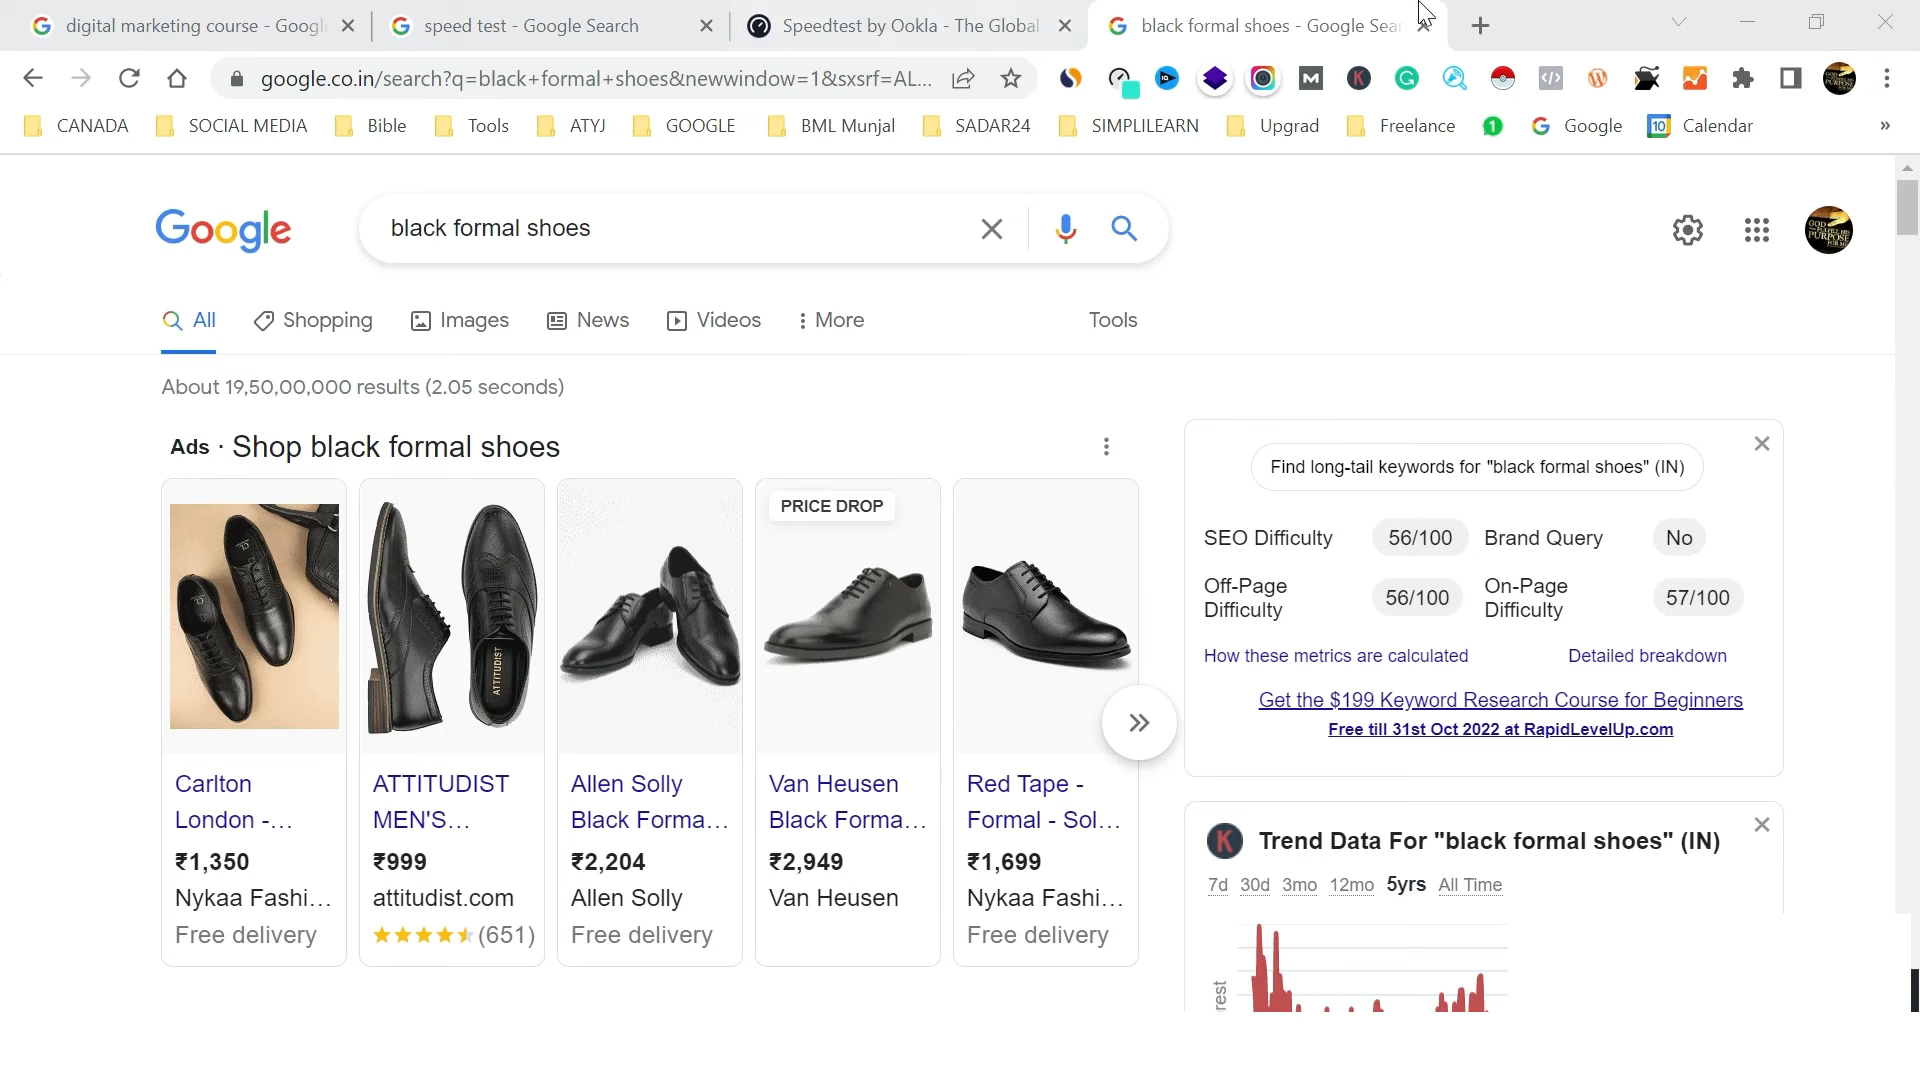 digital marketing course - Googl
speed test - Google Search
Speedtest by Ookla - The Global
black formal shoes - Google Sear
google.co.in/search?q=black+formal+shoes&newwindow=1&sxsrf=AL...
CANADA
SOCIAL MEDIA
Bible
Tools
ATYJ
GOOGLE
BML Munjal
SADAR24
SIMPLILEARN
Upgrad
Freelance
Google
10
Calendar
»
Google
black formal shoes
GOD
PURPOSE
All
Shopping
Images
News
Videos
More
Tools
About 19,50,00,000 results (2.05 seconds)
Ads · Shop black formal shoes
PRICE DROP
ATTITUDIST
Carlton
London -...
₹1,350
Nykaa Fashi...
Free delivery
ATTITUDIST
MEN'S...
₹999
attitudist.com
(651)
Allen Solly
Black Forma...
₹2,204
Allen Solly
Free delivery
Van Heusen
Black Forma...
₹2,949
Van Heusen
Red Tape -
Formal - Sol...
₹1,699
Nykaa Fashi...
Free delivery
Find long-tail keywords for "black formal shoes" (IN)
SEO Difficulty 56/100 Brand Query No
Off-Page
Difficulty
56/100
On-Page
Difficulty
57/100
How these metrics are calculated
Detailed breakdown
Get the $199 Keyword Research Course for Beginners
Free till 31st Oct 2022 at RapidLevelUp.com
K
Trend Data For "black formal shoes" (IN)
7d 30d 3mo 12mo 5yrs All Time
rest